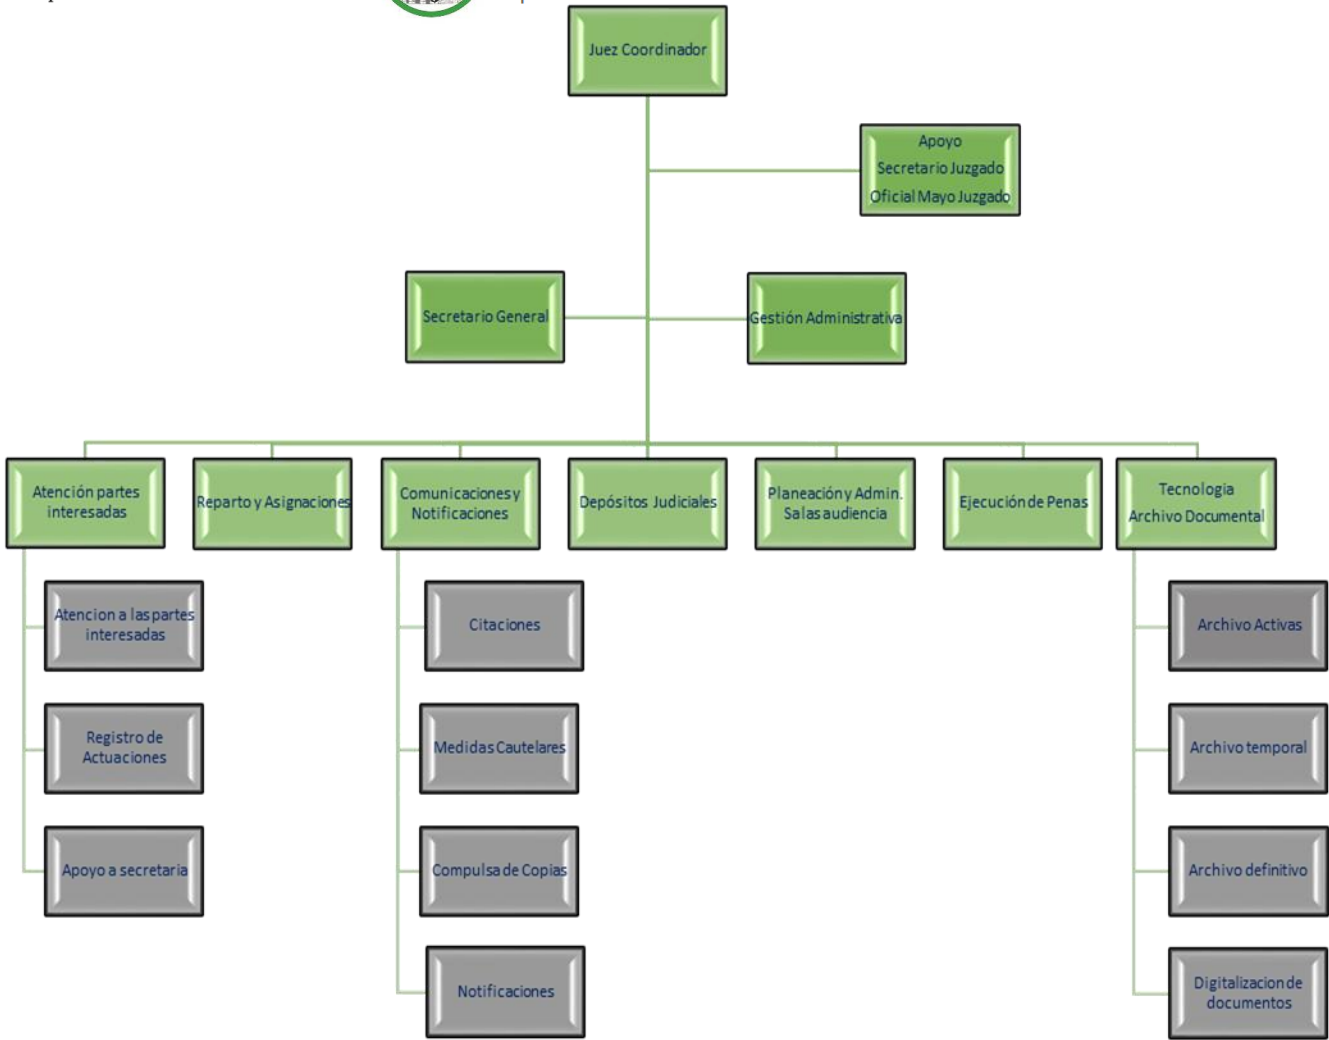 Juez Coordinador
Apoyo
Secretario Juzgado
Oficial Mayo Juzgado
Secretario General
Gestión Administrativa
Atención partes
interesadas
Reparto y Asignaciones
Comunicaciones y
Notificaciones
Depósitos Judiciales
Planeación y Admin.
Salas audiencia
Ejecución de Penas
Tecnologia
Archivo Documental
Atencion a las partes
interesadas
Registro de
Actuaciones
Apoyo a secretaria
Citaciones
Medidas Cautelares
Compulsa de Copias
Notificaciones
Archivo Activas
Archivo temporal
Archivo definitivo
Digitalizacion de
documentos